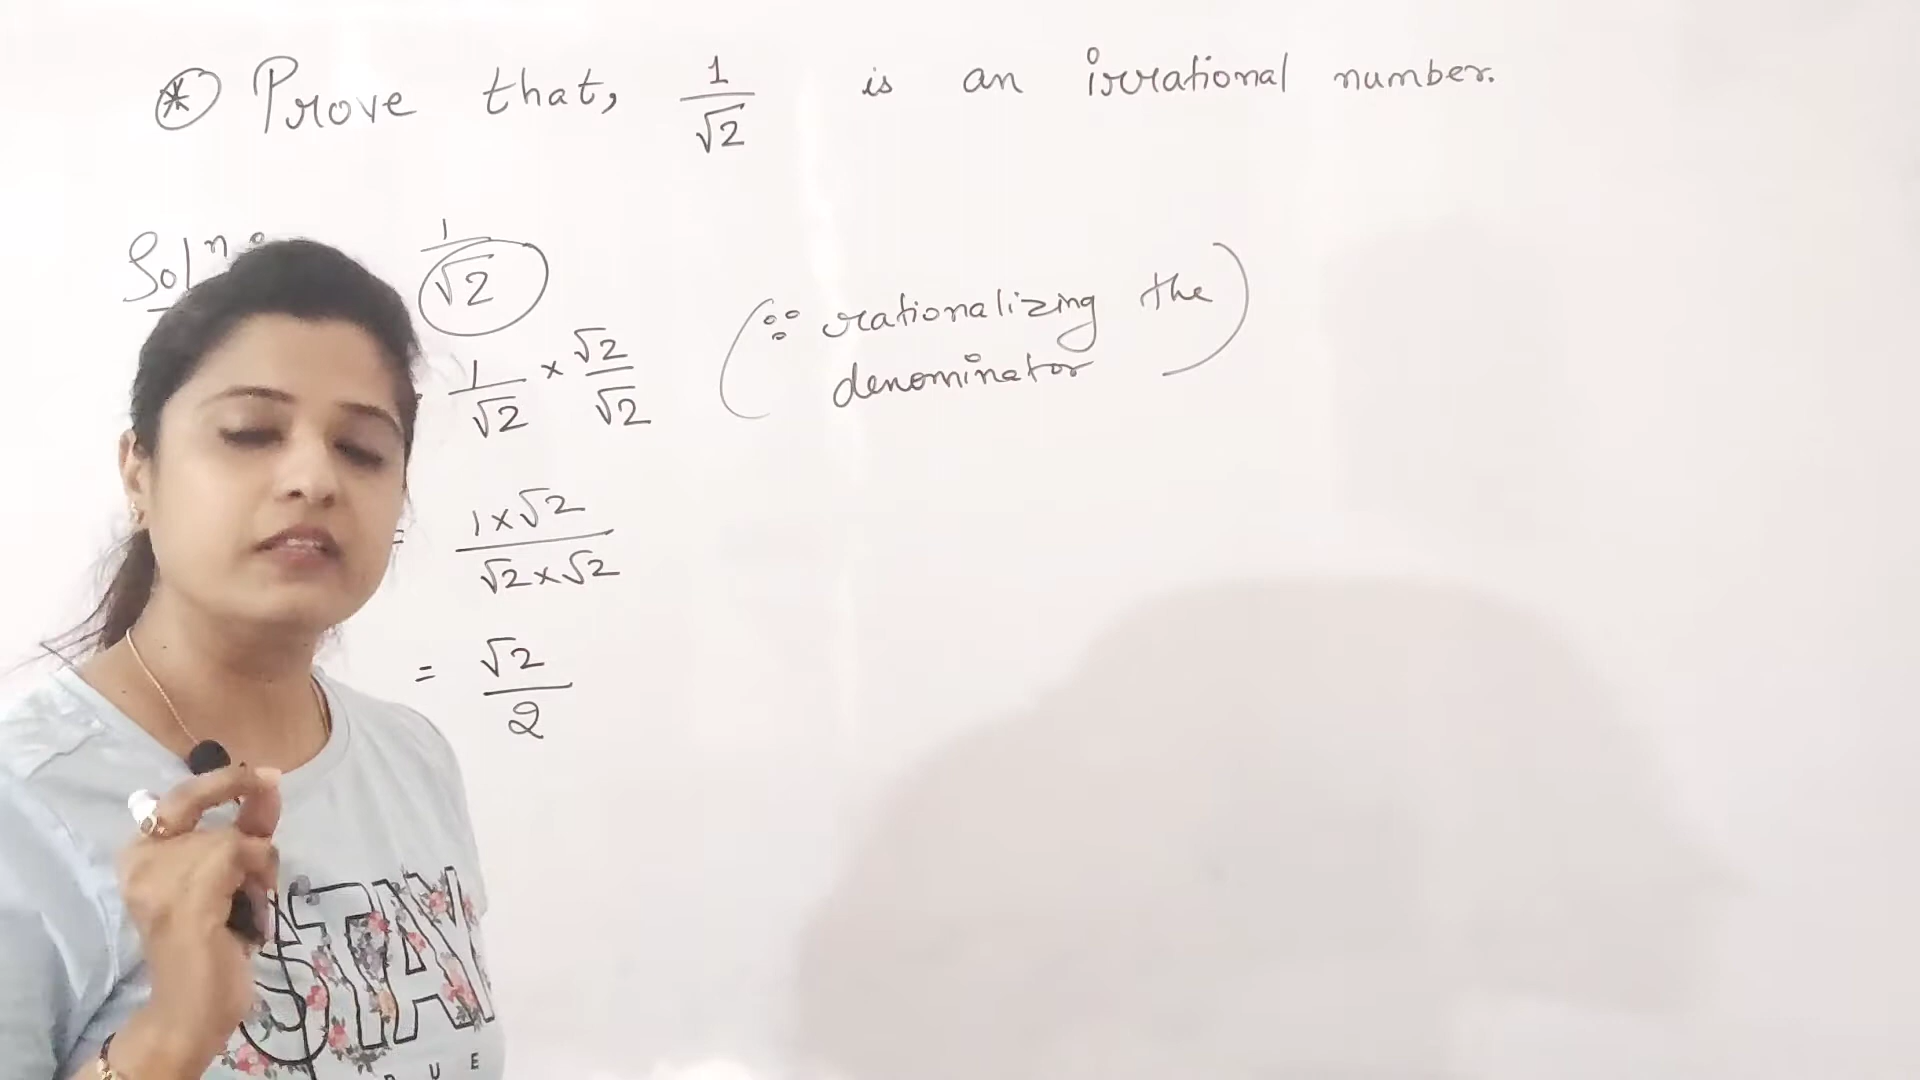 * Prove that, 1/√2 is an irrational number.
Solⁿ:
1/√2
1/√2 × √2/√2 (∵ rationalizing the
denominator)
= 1×√2/√2×√2
= √2/2
STAY
U E